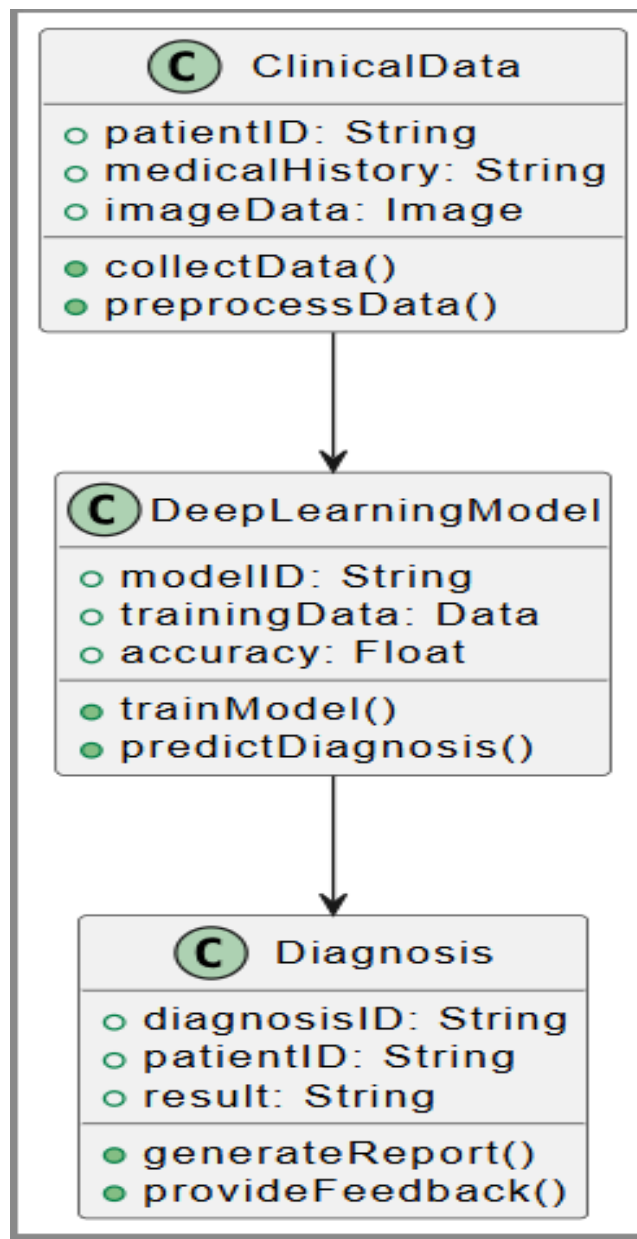 C ClinicalData
patientID: String
medicalHistory: String
imageData: Image
collectData()
preprocessData()
C DeepLearningModel
modelID: String
trainingData: Data
accuracy: Float
trainModel()
predictDiagnosis()
C Diagnosis
diagnosisID: String
patientID: String
result: String
generateReport()
provideFeedback()